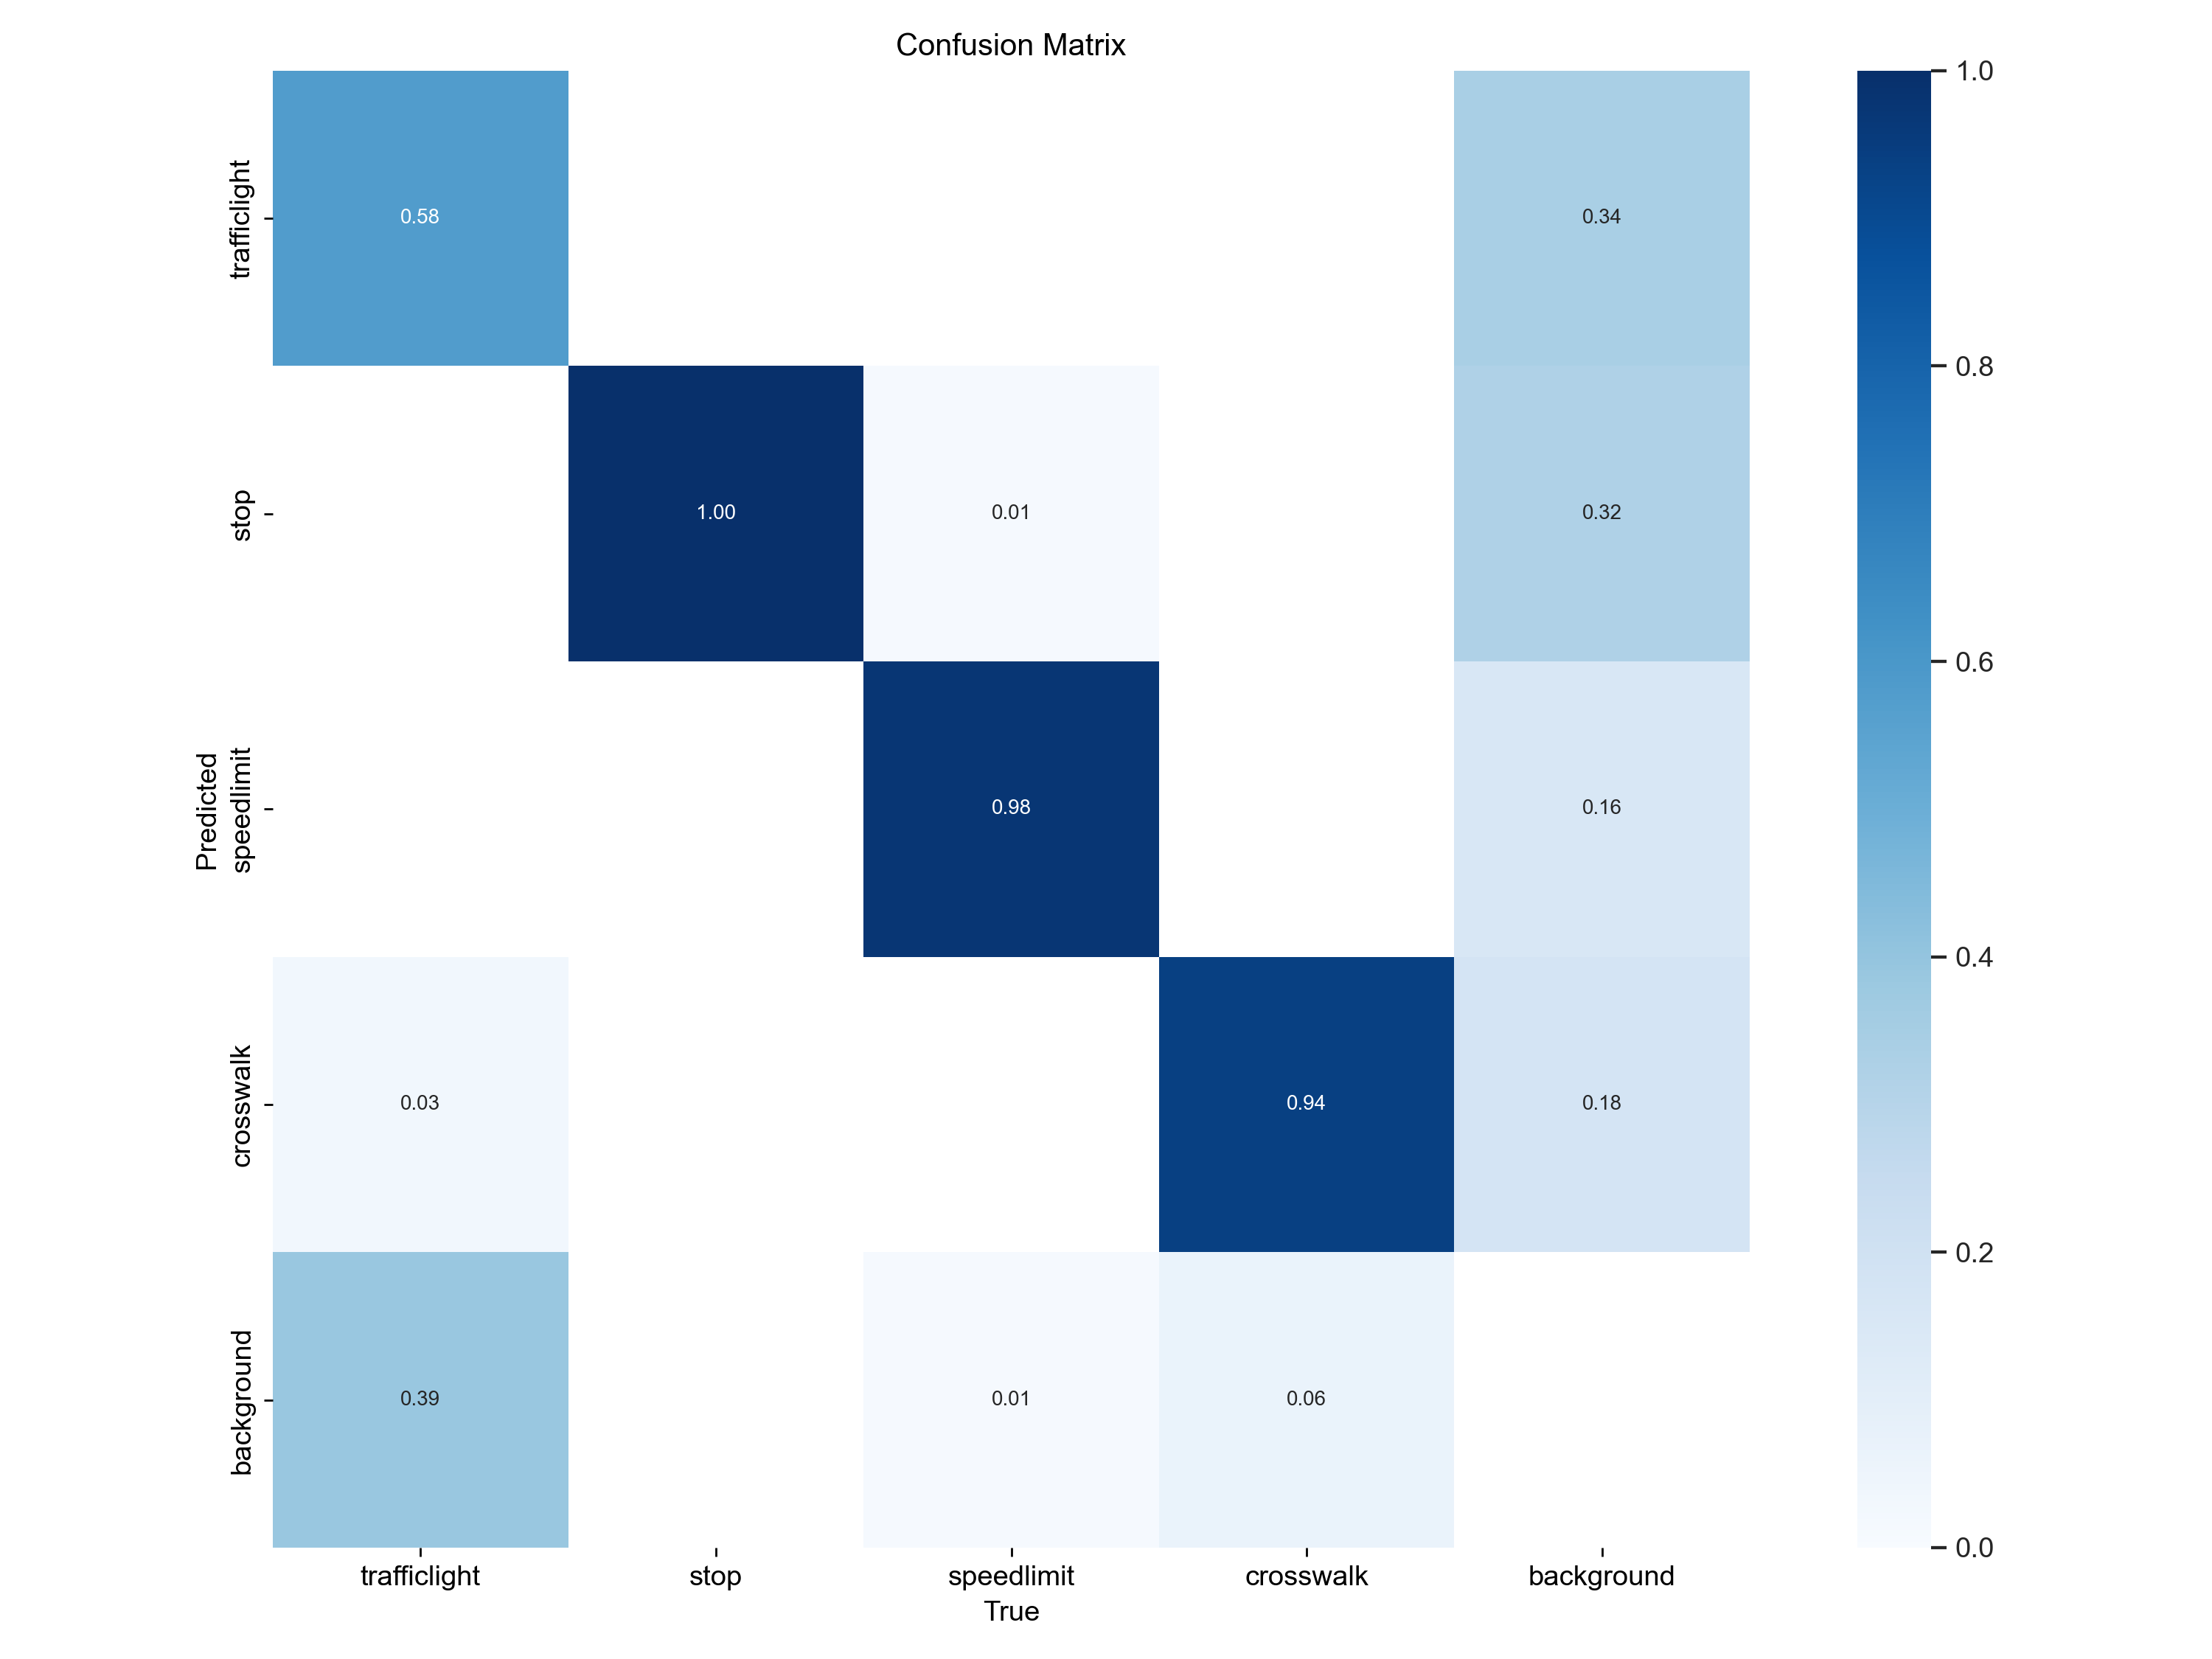 Confusion Matrix
1.0
trafficlight
0.58
0.34
0.8
stop
1.00
0.01
0.32
0.6
Predicted
speedlimit
0.98
0.16
0.4
crosswalk
0.03
0.94
0.18
0.2
background
0.39
0.01
0.06
0.0
trafficlight
stop
speedlimit
crosswalk
background
True